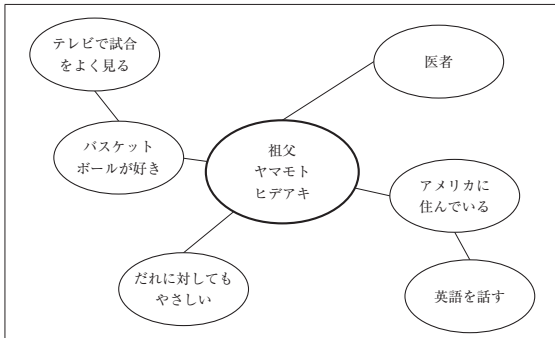 テレビで試合
をよく見る
医者
バスケット
ボールが好き
祖父
ヤマモト
ヒデアキ
アメリカに
住んでいる
だれに対しても
やさしい
英語を話す